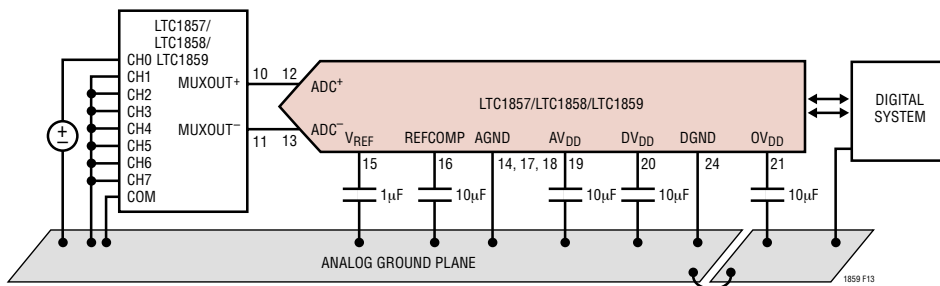 LTC1857/
LTC1858/
LTC1859
CH0
CH1
CH2
CH3
CH4
CH5
CH6
CH7
COM
MUXOUT+
MUXOUT–
10
12
11
13
+
–
ADC+
ADC–
LTC1857/LTC1858/LTC1859
VREF
REFCOMP
AGND
AVDD
DVDD
DGND
OVDD
15
16
14, 17, 18
19
20
24
21
1µF
10µF
10µF
10µF
10µF
DIGITAL
SYSTEM
ANALOG GROUND PLANE
1859 F13